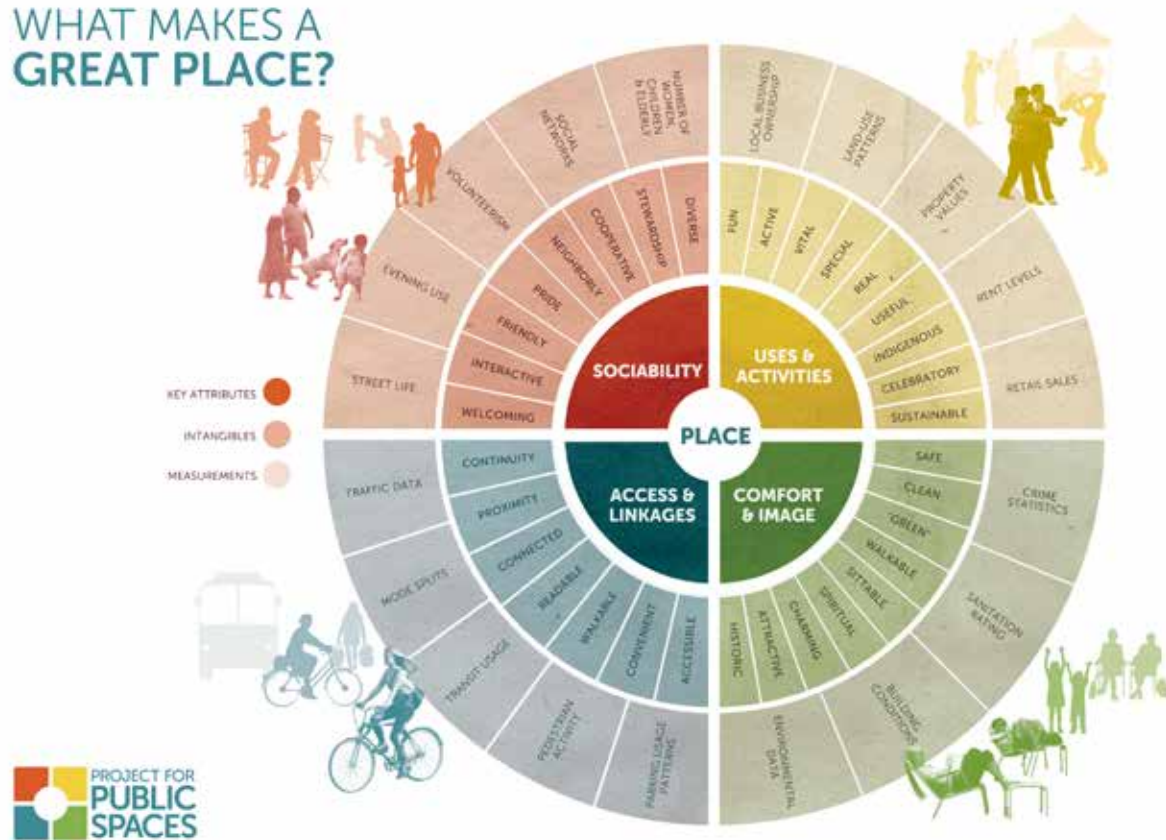 WHAT MAKES A
GREAT PLACE?
KEY ATTRIBUTES
INTANGIBLES
MEASUREMENTS
PLACE
SOCIABILITY
DIVERSE
STEWARDSHIP
COOPERATIVE
NEIGHBORLY
PRIDE
FRIENDLY
INTERACTIVE
WELCOMING
NUMBER OF
WOMEN,
CHILDREN
& ELDERLY
SOCIAL
NETWORKS
VOLUNTEERISM
EVENING USE
STREET LIFE
USES &
ACTIVITIES
FUN
ACTIVE
VITAL
SPECIAL
REAL
USEFUL
INDIGENOUS
CELEBRATORY
SUSTAINABLE
LOCAL BUSINESS
OWNERSHIP
LAND-USE
PATTERNS
PROPERTY
VALUES
RENT LEVELS
RETAIL SALES
ACCESS &
LINKAGES
CONTINUITY
PROXIMITY
CONNECTED
READABLE
WALKABLE
CONVENIENT
ACCESSIBLE
TRAFFIC DATA
MODE SPLITS
TRANSIT USAGE
PEDESTRIAN
ACTIVITY
PARKING USAGE
PATTERNS
COMFORT
& IMAGE
SAFE
CLEAN
"GREEN"
WALKABLE
SITTABLE
SPIRITUAL
CHARMING
ATTRACTIVE
HISTORIC
CRIME
STATISTICS
SANITATION
RATING
BUILDING
CONDITIONS
ENVIRONMENTAL
DATA
PROJECT FOR
PUBLIC
SPACES